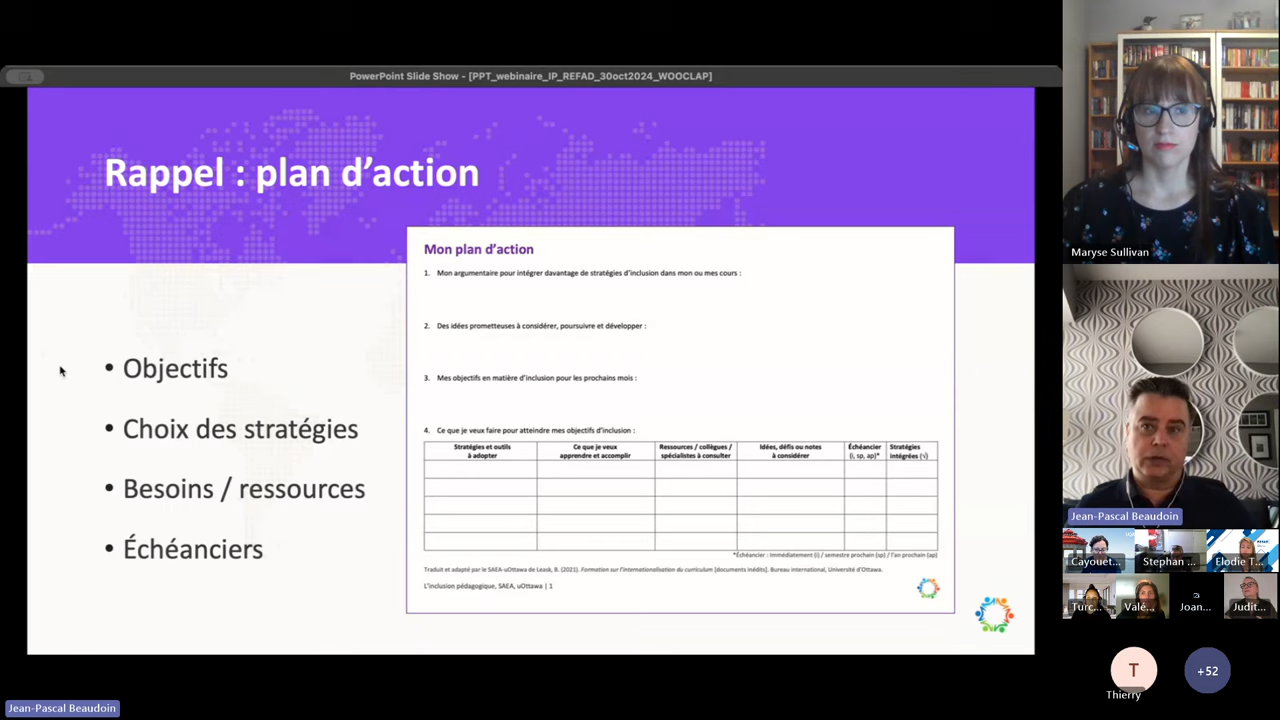 PowerPoint Slide Show - [PPT_webinaire_IP_REFAD_30oct2024_WOOCLAP]
Rappel : plan d'action
• Objectifs
• Choix des stratégies
• Besoins / ressources
• Échéanciers
Mon plan d'action
1. Mon argumentaire pour intégrer davantage de stratégies d'inclusion dans mon ou mes cours :
2. Des idées prometteuses à considérer, poursuivre et développer :
3. Mes objectifs en matière d'inclusion pour les prochains mois :
4. Ce que je veux faire pour atteindre mes objectifs d'inclusion :
Stratégies et outils à adopter
Ce que je veux apprendre et accomplir
Ressources / collègues / spécialistes à consulter
Idées, défis ou notes à considérer
Échéancier (i, sp, ap)*
Stratégies intégrées (√)
*Échéancier : Immédiatement (i) / semestre prochain (sp) / l'an prochain (ap)
Traduit et adapté par le SAEA-uOttawa de Leask, B. (2021). Formation sur l'internationalisation du curriculum [documents inédits]. Bureau international, Université d'Ottawa.
L'inclusion pédagogique, SAEA, uOttawa | 1
Maryse Sullivan
Jean-Pascal Beaudoin
Cayouet...
Stephan ...
Élodie T...
Turc...
Valé...
Joan...
Judit...
T
Thierry
+52
Jean-Pascal Beaudoin